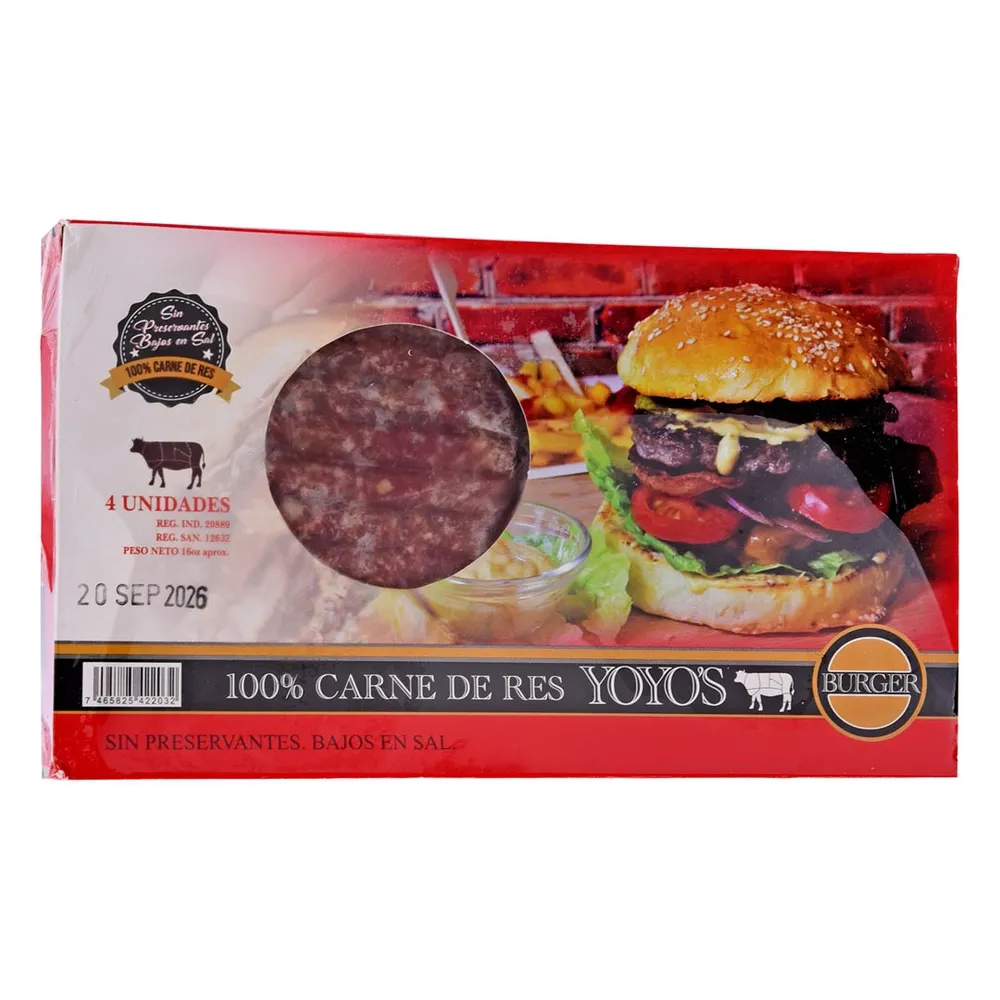 Sin
Preservantes
Bajos en Sal
100% CARNE DE RES
4 UNIDADES
REG. IND. 29889
REG. SAN. 12632
PESO NETO 16oz aprox.
20 SEP 2026
7 465825 422032
100% CARNE DE RES YOYO'S BURGER
SIN PRESERVANTES. BAJOS EN SAL.